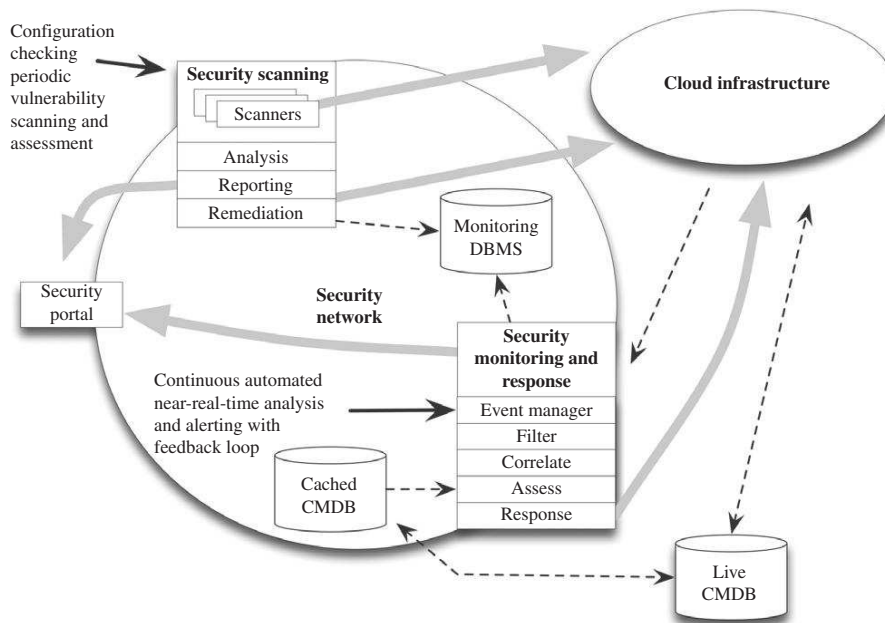 Configuration
checking
periodic
vulnerability
scanning and
assessment
Security scanning
Scanners
Analysis
Reporting
Remediation
Cloud infrastructure
Monitoring
DBMS
Security
portal
Security
network
Security
monitoring and
response
Event manager
Filter
Correlate
Assess
Response
Continuous automated
near-real-time analysis
and alerting with
feedback loop
Cached
CMDB
Live
CMDB